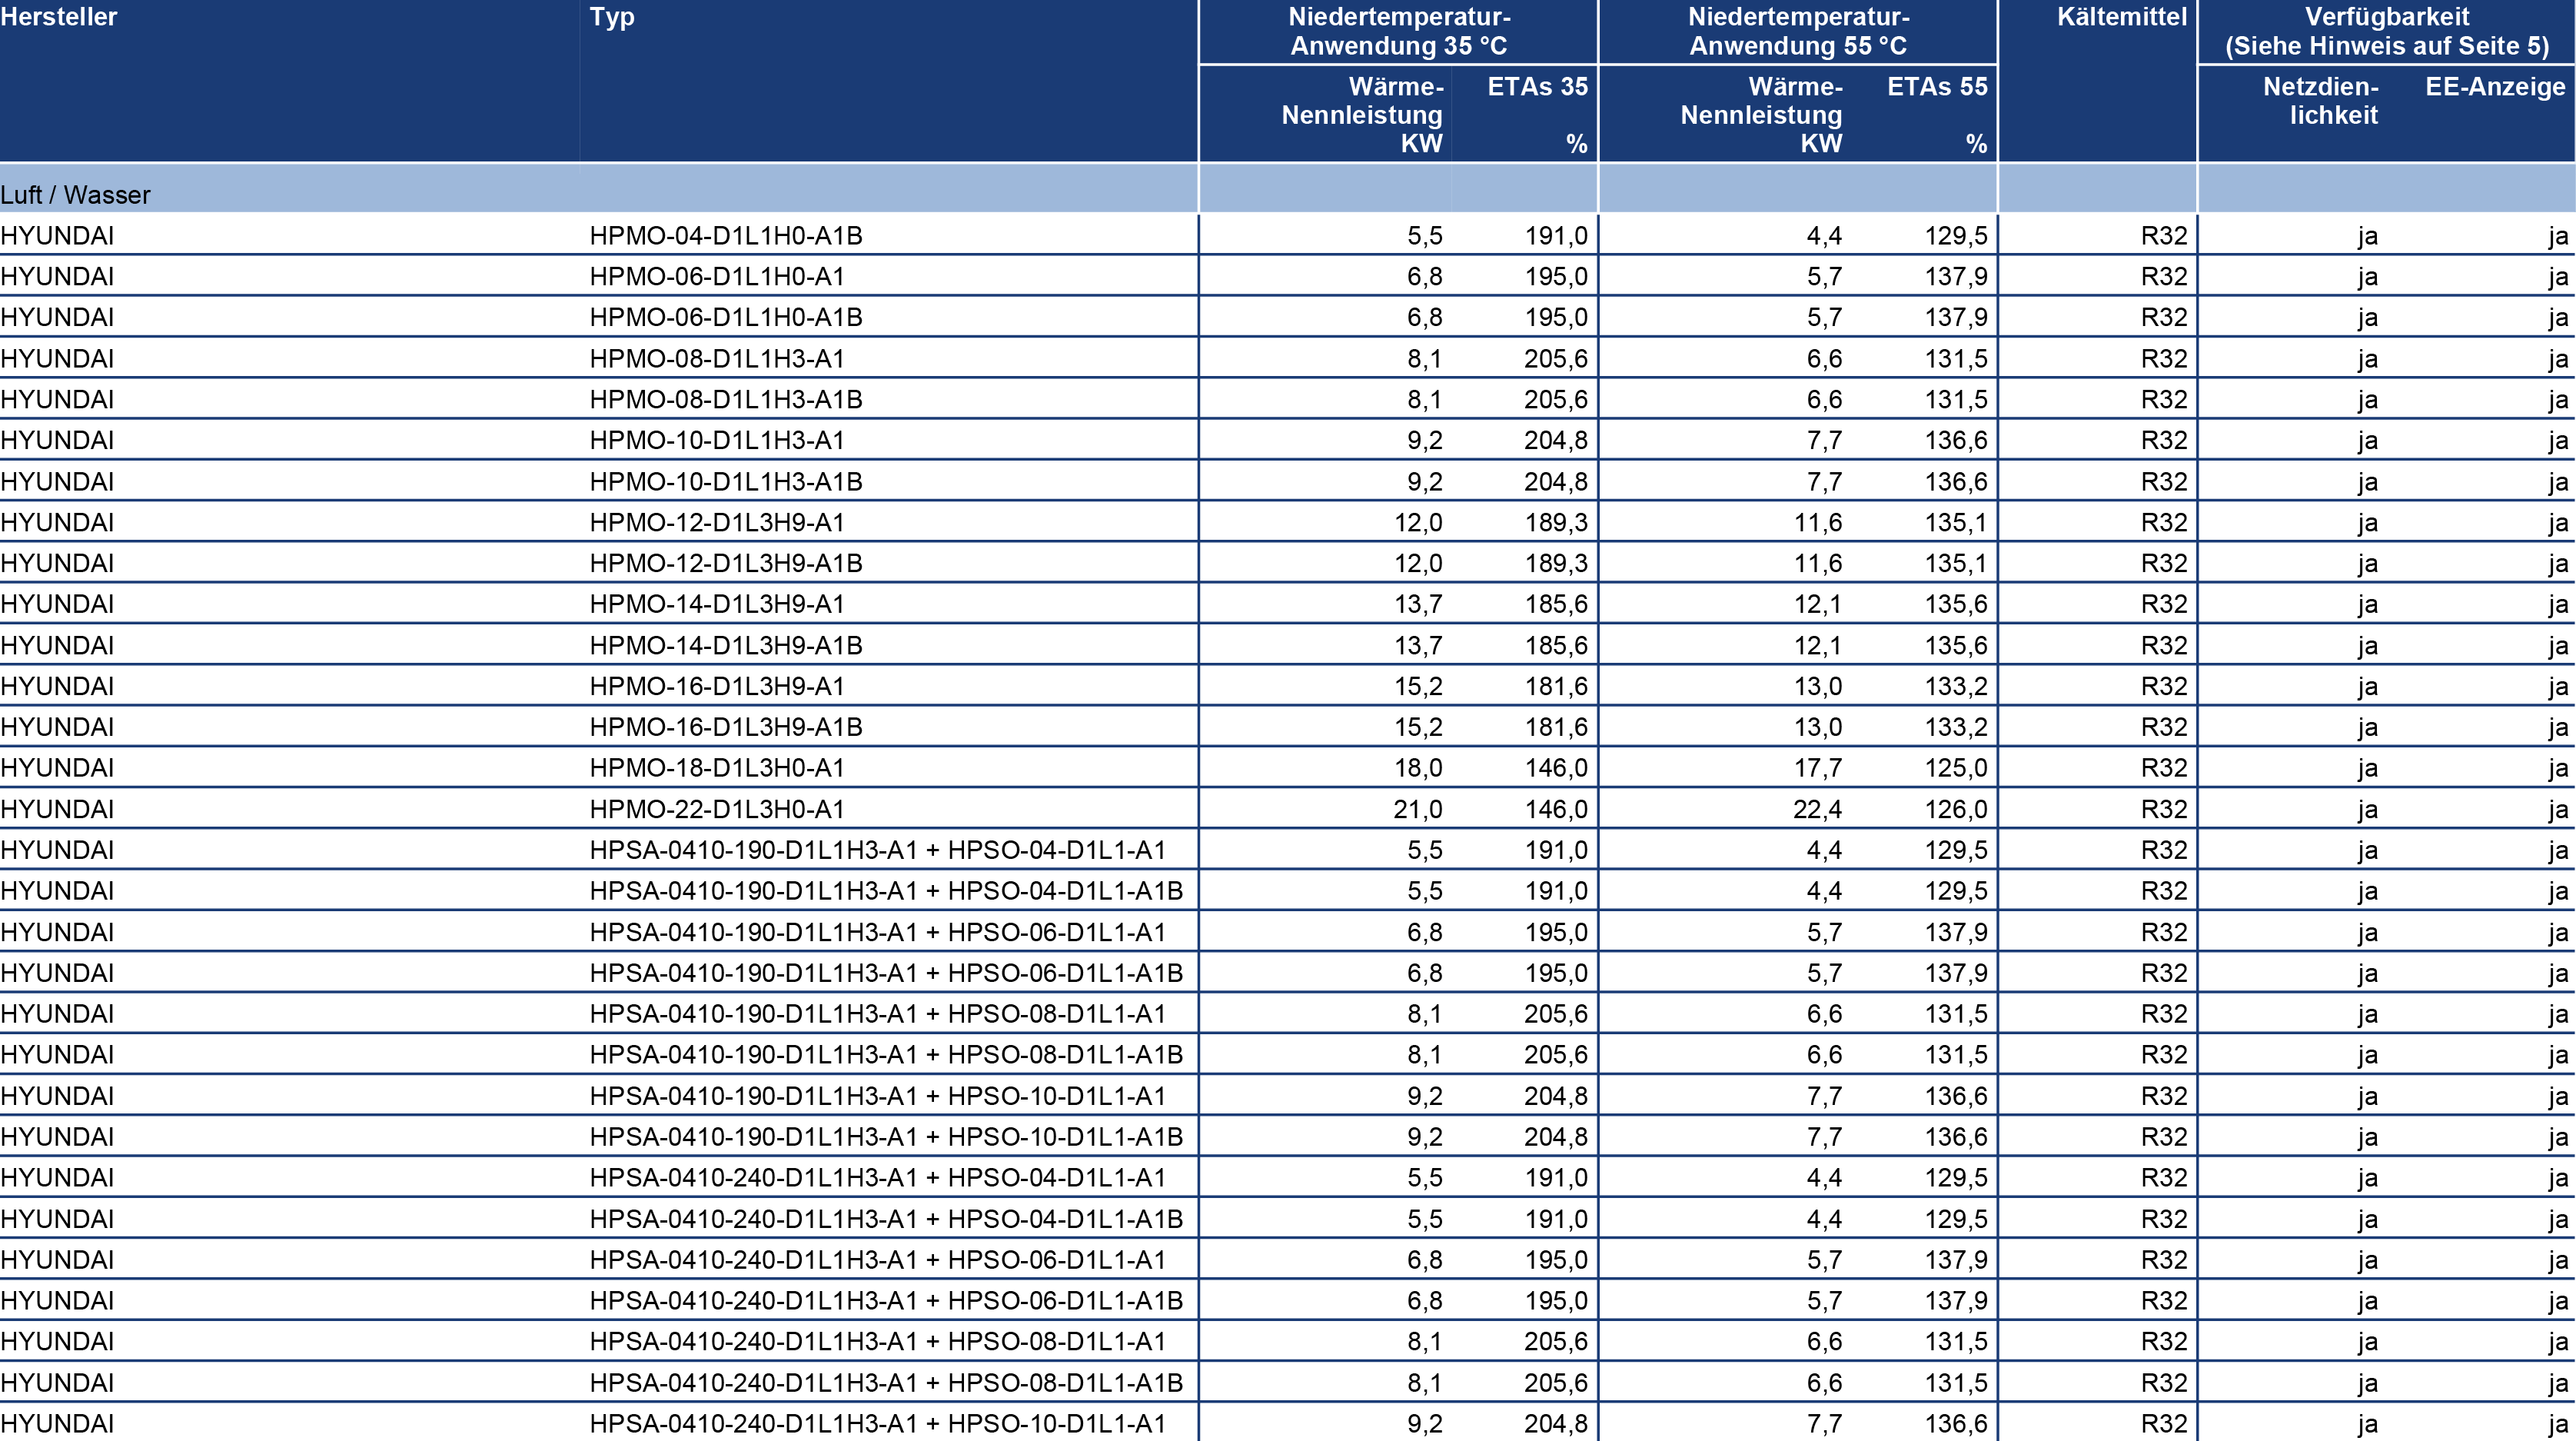 Hersteller Typ Niedertemperatur- Niedertemperatur- Kältemittel Verfügbarkeit
Anwendung 35 °C Anwendung 55 °C (Siehe Hinweis auf Seite 5)
Wärme- ETAs 35 Wärme- ETAs 55 Netzdien- EE-Anzeige
Nennleistung Nennleistung lichkeit
KW % KW %
Luft / Wasser
HYUNDAI HPMO-04-D1L1H0-A1B 5,5 191,0 4,4 129,5 R32 ja ja
HYUNDAI HPMO-06-D1L1H0-A1 6,8 195,0 5,7 137,9 R32 ja ja
HYUNDAI HPMO-06-D1L1H0-A1B 6,8 195,0 5,7 137,9 R32 ja ja
HYUNDAI HPMO-08-D1L1H3-A1 8,1 205,6 6,6 131,5 R32 ja ja
HYUNDAI HPMO-08-D1L1H3-A1B 8,1 205,6 6,6 131,5 R32 ja ja
HYUNDAI HPMO-10-D1L1H3-A1 9,2 204,8 7,7 136,6 R32 ja ja
HYUNDAI HPMO-10-D1L1H3-A1B 9,2 204,8 7,7 136,6 R32 ja ja
HYUNDAI HPMO-12-D1L3H9-A1 12,0 189,3 11,6 135,1 R32 ja ja
HYUNDAI HPMO-12-D1L3H9-A1B 12,0 189,3 11,6 135,1 R32 ja ja
HYUNDAI HPMO-14-D1L3H9-A1 13,7 185,6 12,1 135,6 R32 ja ja
HYUNDAI HPMO-14-D1L3H9-A1B 13,7 185,6 12,1 135,6 R32 ja ja
HYUNDAI HPMO-16-D1L3H9-A1 15,2 181,6 13,0 133,2 R32 ja ja
HYUNDAI HPMO-16-D1L3H9-A1B 15,2 181,6 13,0 133,2 R32 ja ja
HYUNDAI HPMO-18-D1L3H0-A1 18,0 146,0 17,7 125,0 R32 ja ja
HYUNDAI HPMO-22-D1L3H0-A1 21,0 146,0 22,4 126,0 R32 ja ja
HYUNDAI HPSA-0410-190-D1L1H3-A1 + HPSO-04-D1L1-A1 5,5 191,0 4,4 129,5 R32 ja ja
HYUNDAI HPSA-0410-190-D1L1H3-A1 + HPSO-04-D1L1-A1B 5,5 191,0 4,4 129,5 R32 ja ja
HYUNDAI HPSA-0410-190-D1L1H3-A1 + HPSO-06-D1L1-A1 6,8 195,0 5,7 137,9 R32 ja ja
HYUNDAI HPSA-0410-190-D1L1H3-A1 + HPSO-06-D1L1-A1B 6,8 195,0 5,7 137,9 R32 ja ja
HYUNDAI HPSA-0410-190-D1L1H3-A1 + HPSO-08-D1L1-A1 8,1 205,6 6,6 131,5 R32 ja ja
HYUNDAI HPSA-0410-190-D1L1H3-A1 + HPSO-08-D1L1-A1B 8,1 205,6 6,6 131,5 R32 ja ja
HYUNDAI HPSA-0410-190-D1L1H3-A1 + HPSO-10-D1L1-A1 9,2 204,8 7,7 136,6 R32 ja ja
HYUNDAI HPSA-0410-190-D1L1H3-A1 + HPSO-10-D1L1-A1B 9,2 204,8 7,7 136,6 R32 ja ja
HYUNDAI HPSA-0410-240-D1L1H3-A1 + HPSO-04-D1L1-A1 5,5 191,0 4,4 129,5 R32 ja ja
HYUNDAI HPSA-0410-240-D1L1H3-A1 + HPSO-04-D1L1-A1B 5,5 191,0 4,4 129,5 R32 ja ja
HYUNDAI HPSA-0410-240-D1L1H3-A1 + HPSO-06-D1L1-A1 6,8 195,0 5,7 137,9 R32 ja ja
HYUNDAI HPSA-0410-240-D1L1H3-A1 + HPSO-06-D1L1-A1B 6,8 195,0 5,7 137,9 R32 ja ja
HYUNDAI HPSA-0410-240-D1L1H3-A1 + HPSO-08-D1L1-A1 8,1 205,6 6,6 131,5 R32 ja ja
HYUNDAI HPSA-0410-240-D1L1H3-A1 + HPSO-08-D1L1-A1B 8,1 205,6 6,6 131,5 R32 ja ja
HYUNDAI HPSA-0410-240-D1L1H3-A1 + HPSO-10-D1L1-A1 9,2 204,8 7,7 136,6 R32 ja ja